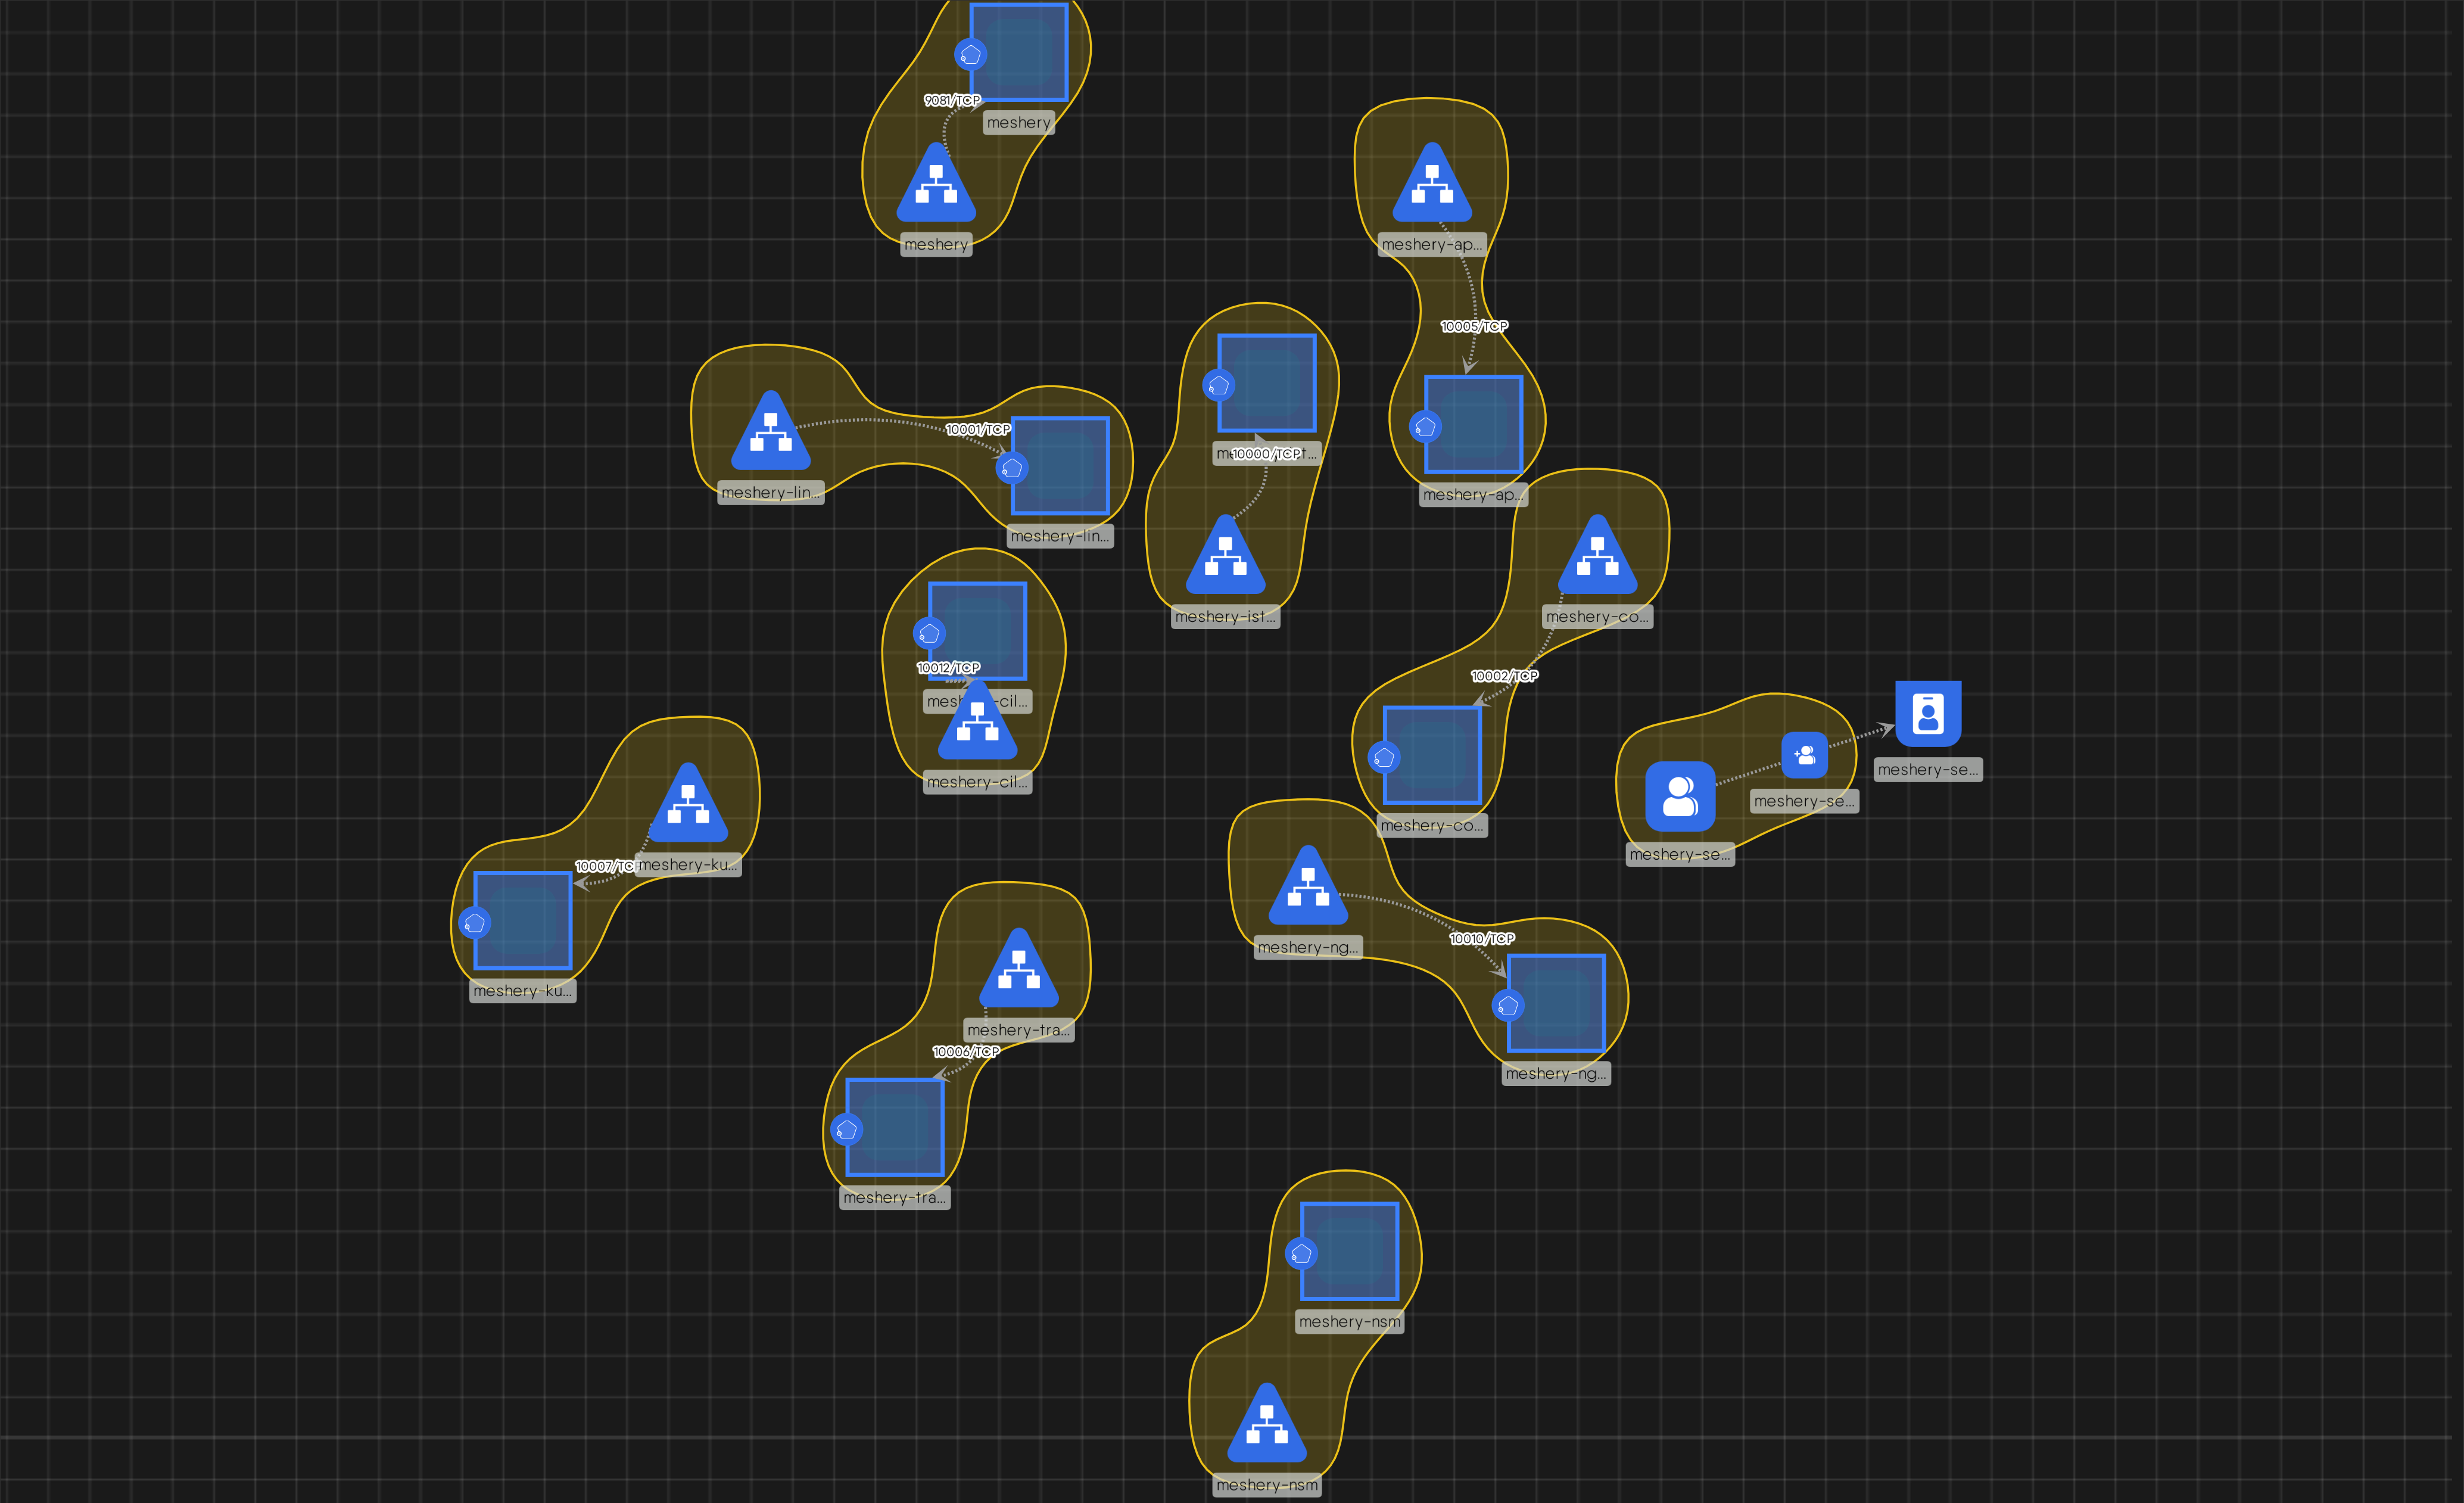 9081/TCP
meshery
meshery
meshery-ap...
10005/TCP
meshery-ap...
10001/TCP
meshery-lin...
meshery-lin...
10000/TCP
meshery-ist...
meshery-co...
10002/TCP
meshery-co...
10012/TCP
meshery-cil...
meshery-se...
meshery-se...
meshery-se...
meshery-ku...
meshery-ku...
meshery-ng...
10010/TCP
meshery-ng...
meshery-tra...
10006/TCP
meshery-tra...
meshery-nsm
meshery-nsm